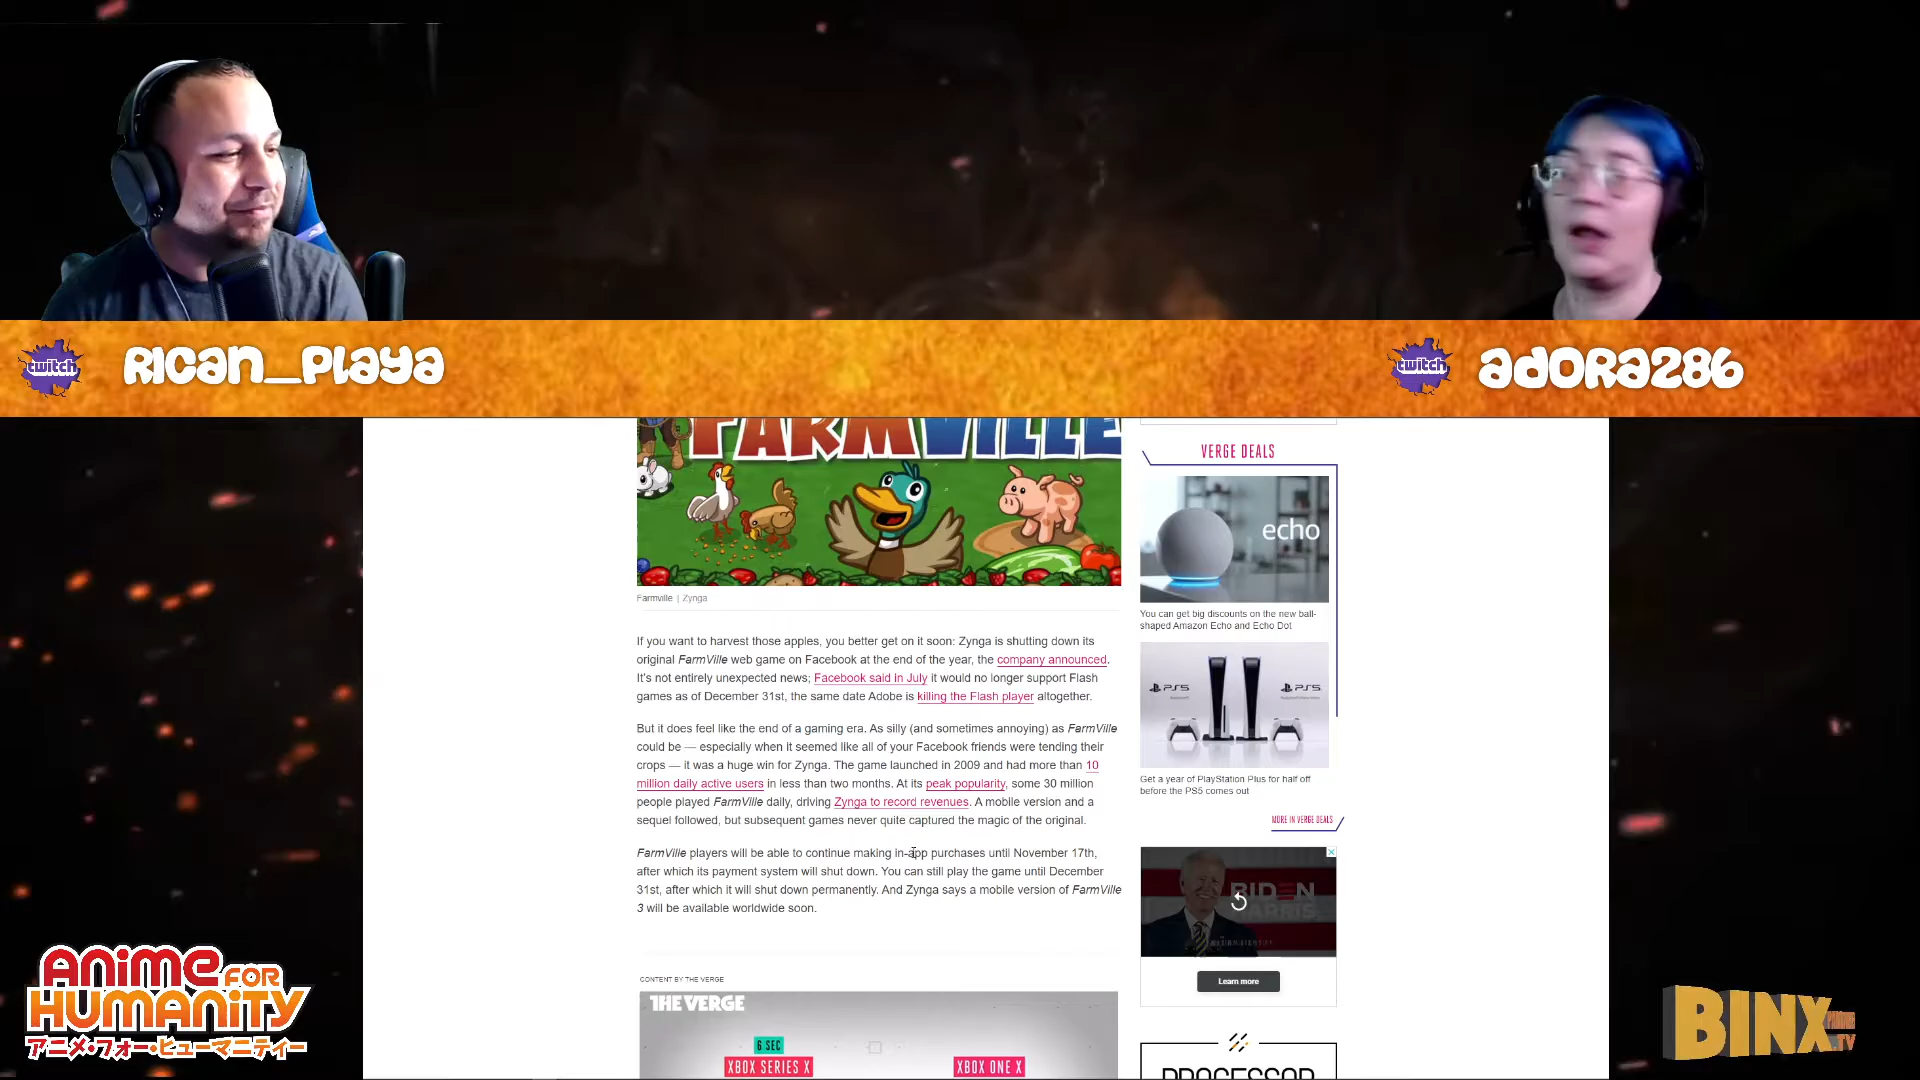 twitch
Rican_Playa
twitch
adora286
FARMVILLE
Farmville | Zynga
If you want to harvest those apples, you better get on it soon: Zynga is shutting down its
original FarmVille web game on Facebook at the end of the year, the company announced.
It's not entirely unexpected news; Facebook said in July it would no longer support Flash
games as of December 31st, the same date Adobe is killing the Flash player altogether.
But it does feel like the end of a gaming era. As silly (and sometimes annoying) as FarmVille
could be — especially when it seemed like all of your Facebook friends were tending their
crops — it was a huge win for Zynga. The game launched in 2009 and had more than 10
million daily active users in less than two months. At its peak popularity, some 30 million
people played FarmVille daily, driving Zynga to record revenues. A mobile version and a
sequel followed, but subsequent games never quite captured the magic of the original.
FarmVille players will be able to continue making in-app purchases until November 17th,
after which its payment system will shut down. You can still play the game until December
31st, after which it will shut down permanently. And Zynga says a mobile version of FarmVille
3 will be available worldwide soon.
CONTENT BY THE VERGE
THE VERGE
6 SEC
XBOX SERIES X
XBOX ONE X
VERGE DEALS
echo
You can get big discounts on the new ball-
shaped Amazon Echo and Echo Dot
PS5
PS5
Get a year of PlayStation Plus for half off
before the PS5 comes out
MORE IN VERGE DEALS
BIDEN
HARRIS
Learn more
PROCESSOR
Anime FOR
HUMANITY
アニメ・フォー・ヒューマニティー
BINX
.TV